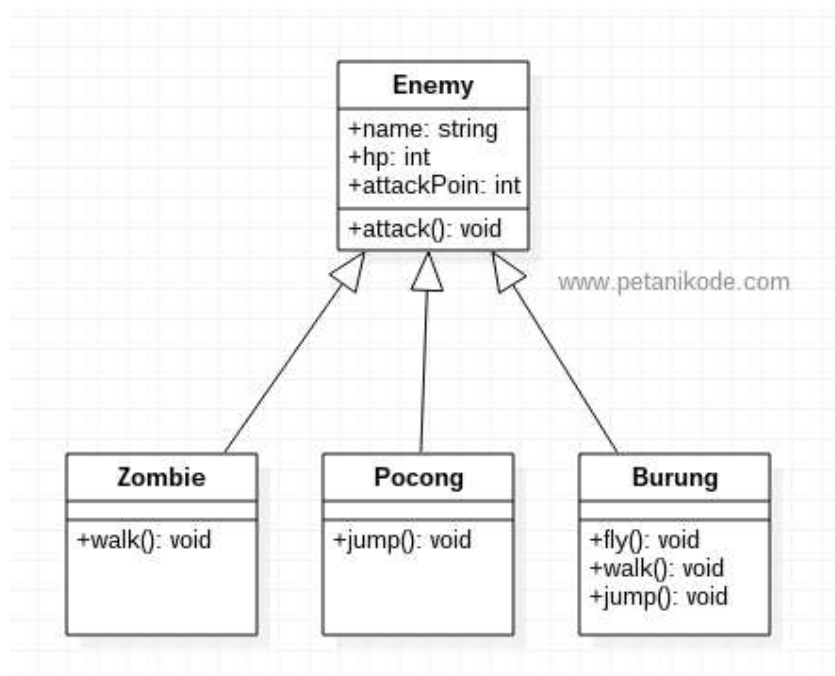 Enemy
+name: string
+hp: int
+attackPoin: int
+attack(): void
www.petanikode.com
Zombie
+walk(): void
Pocong
+jump(): void
Burung
+fly(): void
+walk(): void
+jump(): void